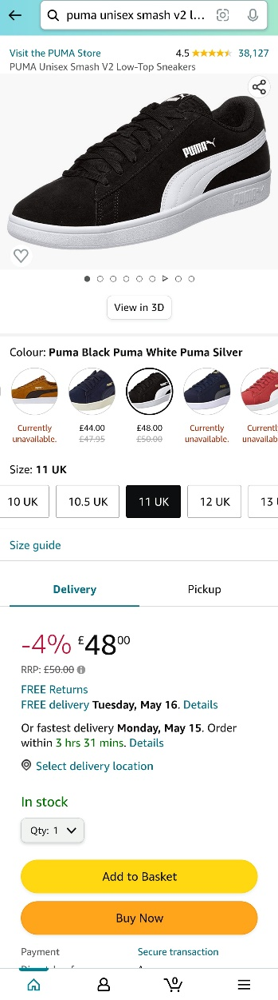 puma unisex smash v2 l...
Visit the PUMA Store
4.5
38,127
PUMA Unisex Smash V2 Low-Top Sneakers
PUMA
View in 3D
Colour: Puma Black Puma White Puma Silver
Currently unavailable.
£44.00
£47.95
£48.00
£50.00
Currently unavailable.
Currentl
unavailab
Size: 11 UK
10 UK
10.5 UK
11 UK
12 UK
13
Size guide
Delivery
Pickup
-4% £4800
RRP: £50.00
FREE Returns
FREE delivery Tuesday, May 16. Details
Or fastest delivery Monday, May 15. Order
within 3 hrs 31 mins. Details
Select delivery location
In stock
Qty: 1
Add to Basket
Buy Now
Payment
Secure transaction
0